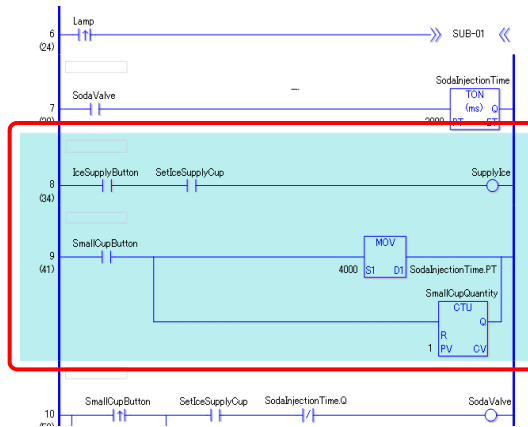 Lamp
6
(24)
SUB-01
SodaInjectionTime
SodaValve
TON
(ms) Q
7
PT ET
IceSupplyButton SetIceSupplyCup SupplyIce
8
(34)
SmallCupButton
MOV
9
(41)
4000 S1 D1 SodaInjectionTime.PT
SmallCupQuantity
CTU
Q
R
1 PV CV
SmallCupButton SetIceSupplyCup SodaInjectionTime.Q SodaValve
10